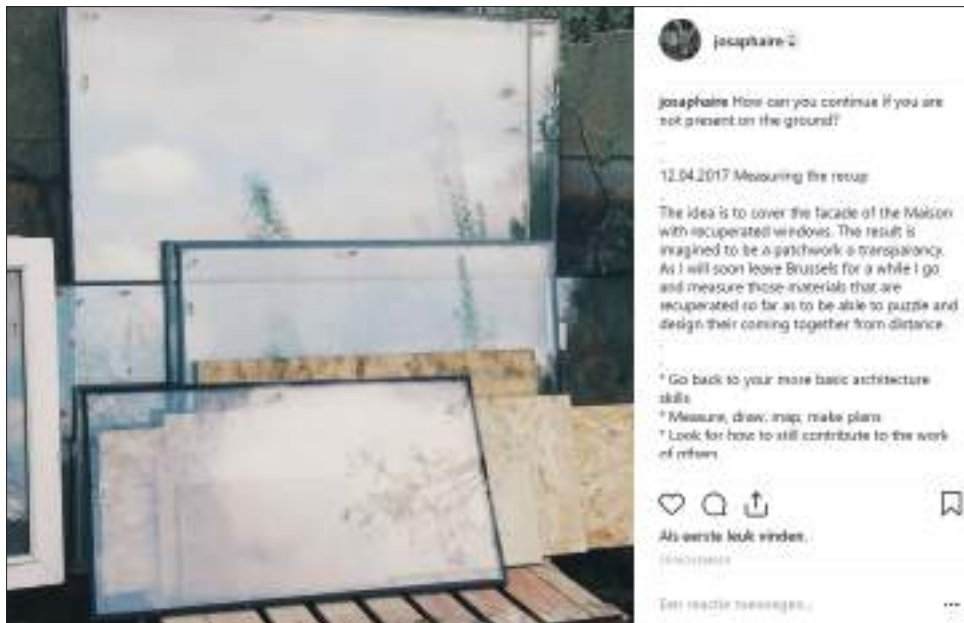 josaphaire
josaphaire How can you continue if you are
not present on the ground?
12.04.2017 Measuring the recup
The idea is to cover the facade of the Maison
with recuperated windows. The result is
imagined to be a patchwork a transparancy.
As I will soon leave Brussels for a while I go
and measure those materials that are
recuperated so far as to be able to puzzle and
design their coming together from distance.
* Go back to your more basic architecture
skills
* Measure, draw, map, make plans
* Look for how to still contribute to the work
of others
Als eerste leuk vinden.
Een reactie toevoegen...